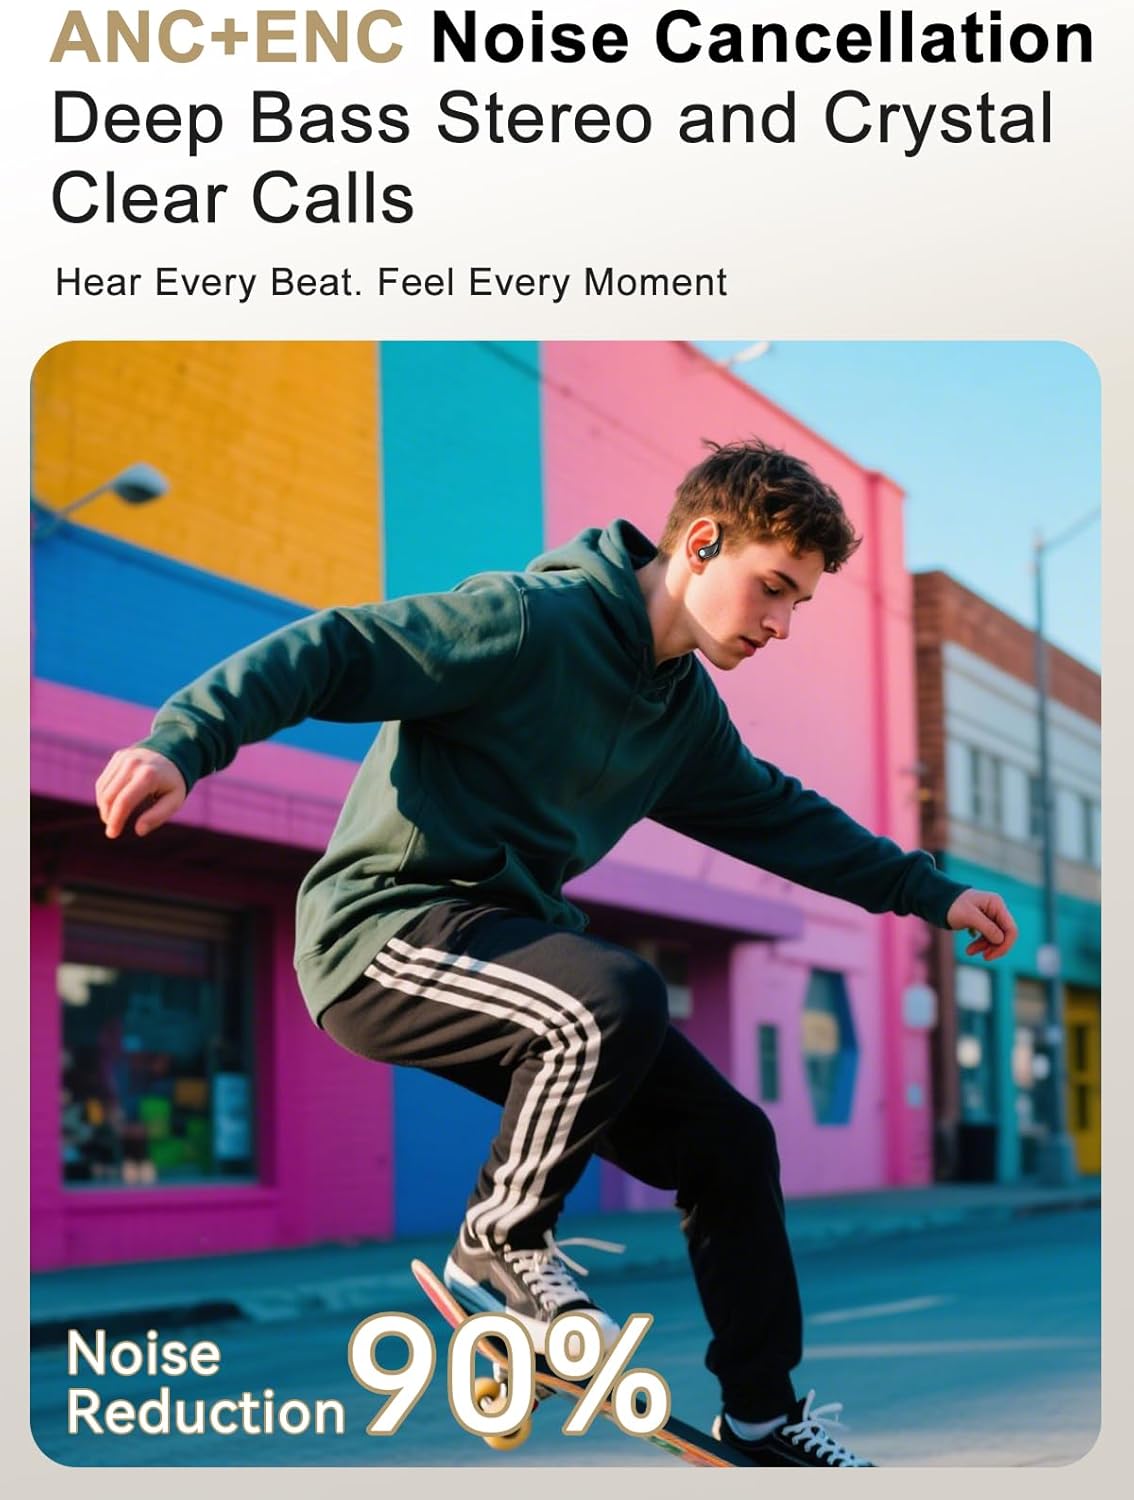 ANC+ENC Noise Cancellation
Deep Bass Stereo and Crystal
Clear Calls
Hear Every Beat. Feel Every Moment
Noise
Reduction 90%